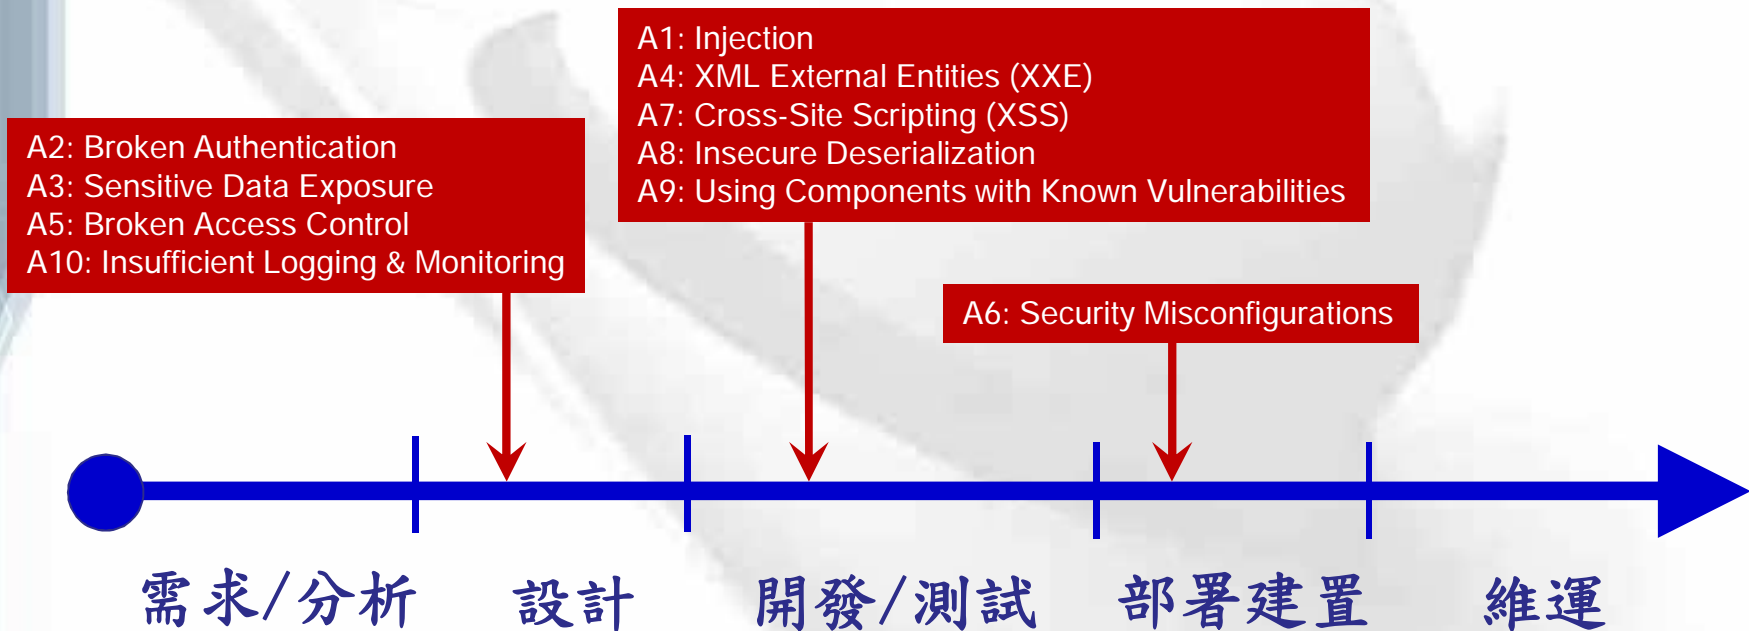 A2: Broken Authentication
A3: Sensitive Data Exposure
A5: Broken Access Control
A10: Insufficient Logging & Monitoring
A1: Injection
A4: XML External Entities (XXE)
A7: Cross-Site Scripting (XSS)
A8: Insecure Deserialization
A9: Using Components with Known Vulnerabilities
A6: Security Misconfigurations
需求/分析 設計 開發/測試 部署建置 維運